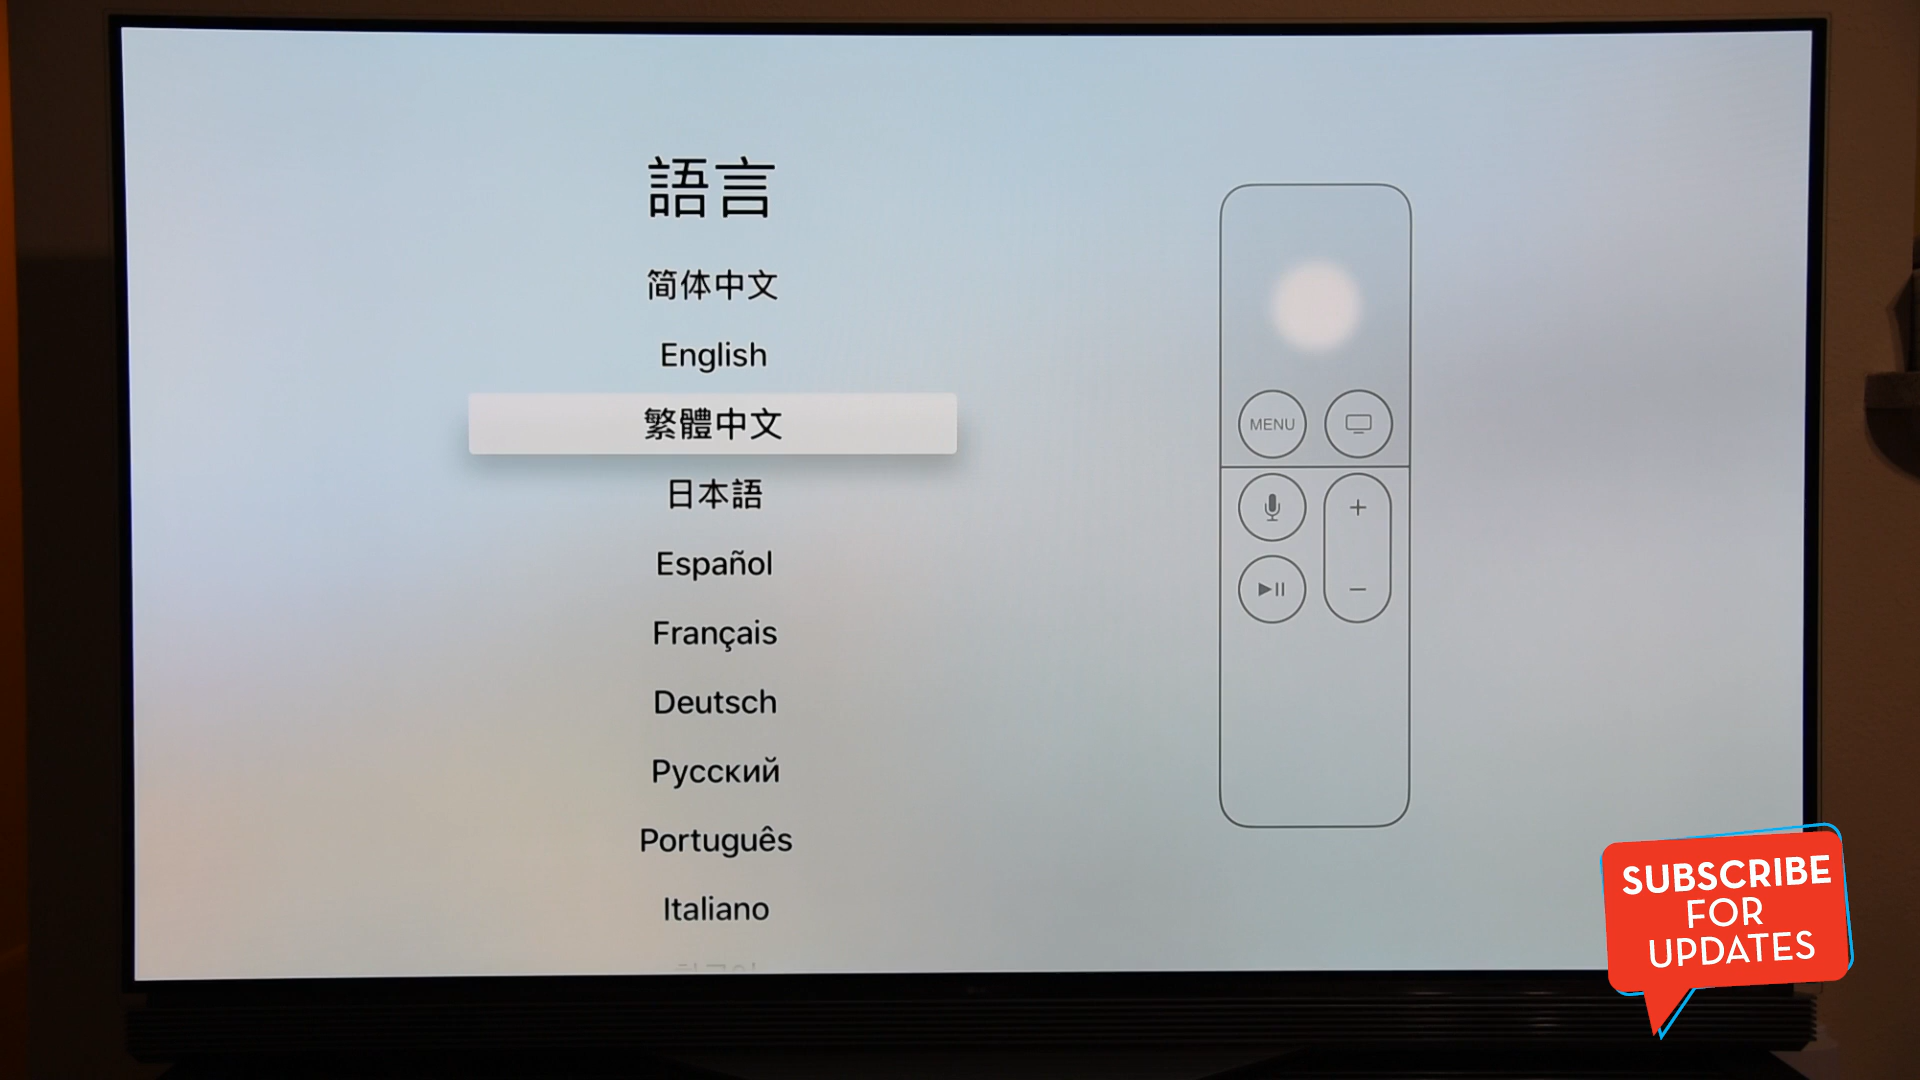 語言
简体中文
English
繁體中文
日本語
Español
Français
Deutsch
Русский
Português
Italiano
MENU
+
−
SUBSCRIBE
FOR
UPDATES